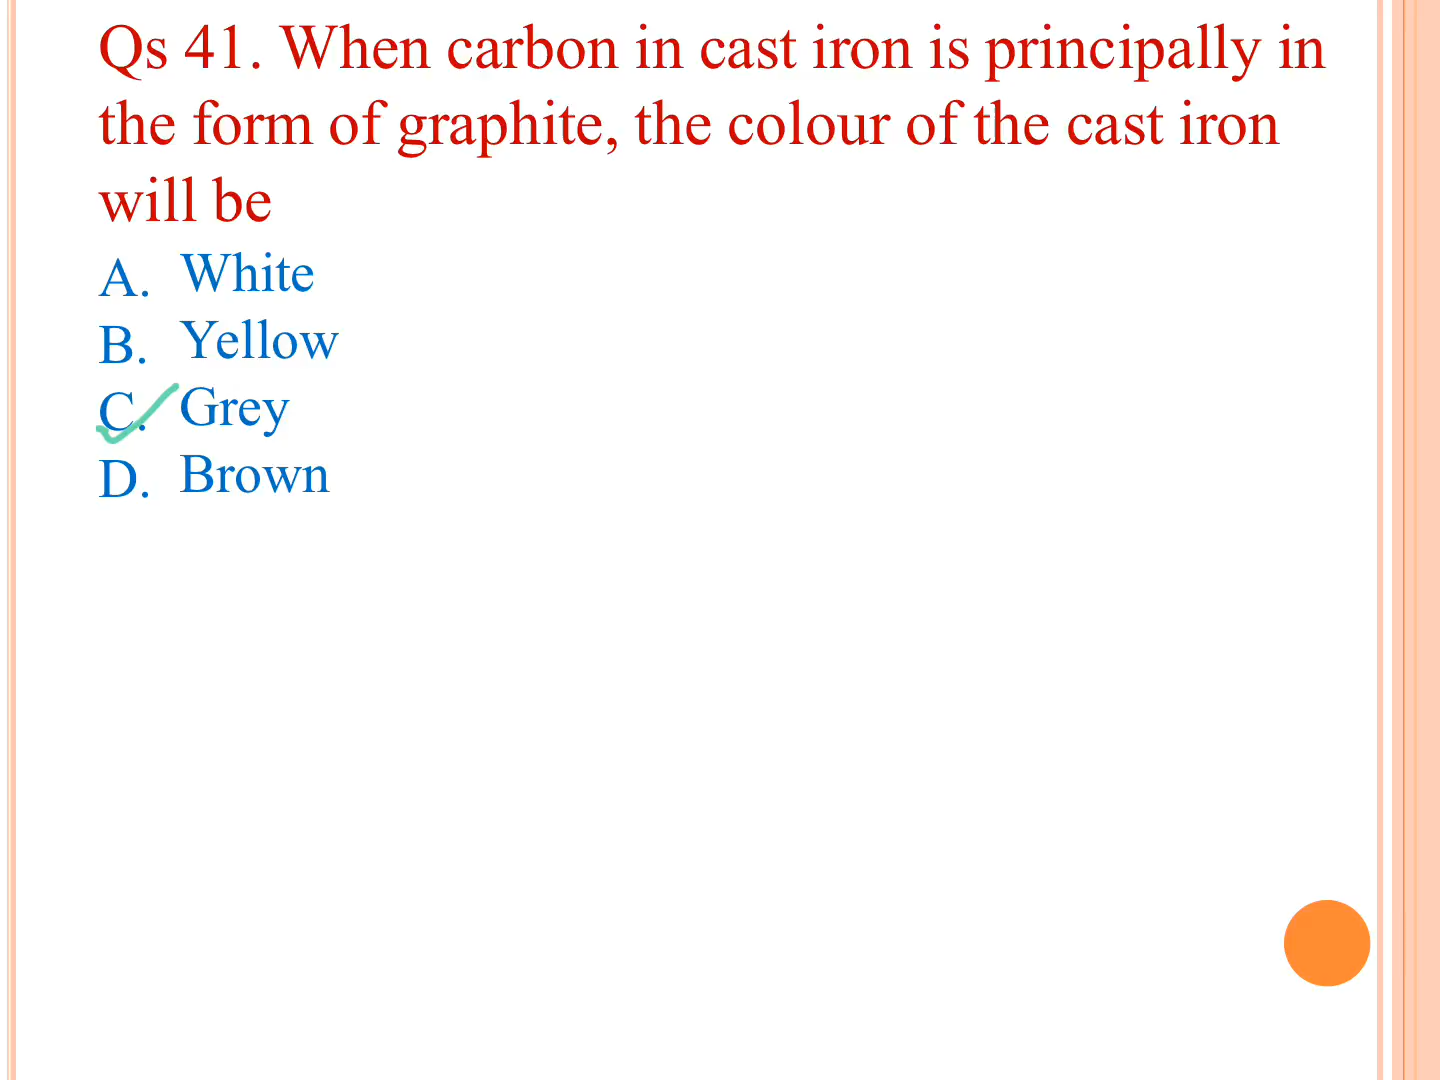 Qs 41. When carbon in cast iron is principally in
the form of graphite, the colour of the cast iron
will be
A. White
B. Yellow
C. Grey
D. Brown